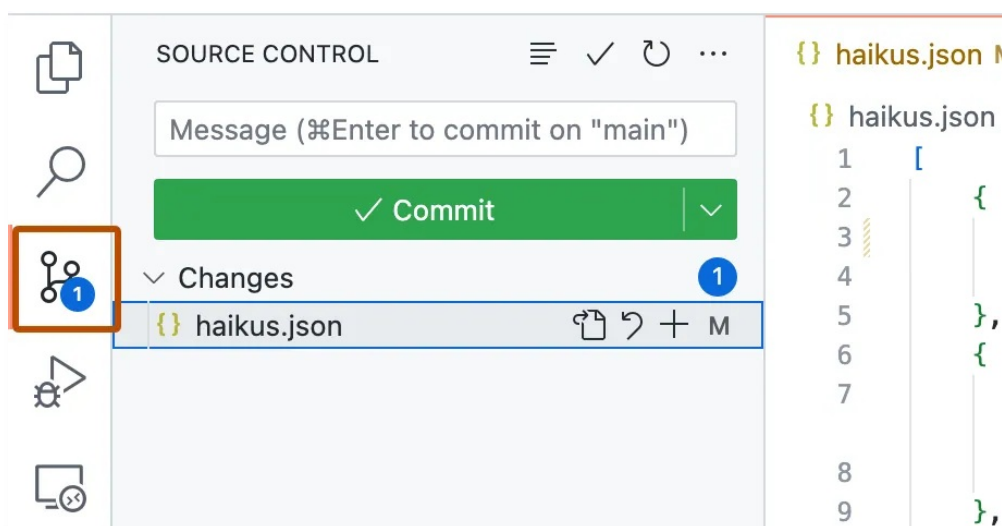 SOURCE CONTROL
Message (⌘Enter to commit on "main")
Commit
Changes 1
{} haikus.json M
1
{} haikus.json
{} haikus.json
1 [
2 {
3
4
5 },
6 {
7
8
9 },